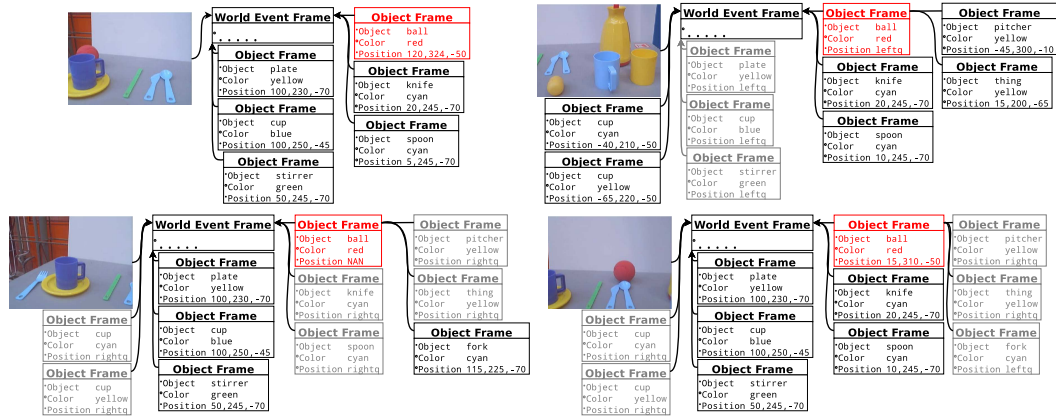 World Event Frame
. . . . .
Object Frame
Object ball
Color red
Position 120,324,-50
Object Frame
Object plate
Color yellow
Position 100,230,-70
Object Frame
Object knife
Color cyan
Position 20,245,-70
Object Frame
Object cup
Color blue
Position 100,250,-45
Object Frame
Object spoon
Color cyan
Position 5,245,-70
Object Frame
Object stirrer
Color green
Position 50,245,-70
World Event Frame
. . . . .
Object Frame
Object ball
Color red
Position leftq
Object Frame
Object pitcher
Color yellow
Position -45,300,-10
Object Frame
Object plate
Color yellow
Position leftq
Object Frame
Object knife
Color cyan
Position 20,245,-70
Object Frame
Object thing
Color yellow
Position 15,200,-65
Object Frame
Object cup
Color cyan
Position -40,210,-50
Object Frame
Object cup
Color blue
Position leftq
Object Frame
Object spoon
Color cyan
Position 10,245,-70
Object Frame
Object cup
Color yellow
Position -65,220,-50
Object Frame
Object stirrer
Color green
Position leftq
World Event Frame
. . . . .
Object Frame
Object ball
Color red
Position NAN
Object Frame
Object pitcher
Color yellow
Position rightq
Object Frame
Object plate
Color yellow
Position 100,230,-70
Object Frame
Object knife
Color cyan
Position rightq
Object Frame
Object thing
Color yellow
Position rightq
Object Frame
Object cup
Color cyan
Position rightq
Object Frame
Object cup
Color blue
Position 100,250,-45
Object Frame
Object spoon
Color cyan
Position rightq
Object Frame
Object fork
Color cyan
Position 115,225,-70
Object Frame
Object cup
Color yellow
Position rightq
Object Frame
Object stirrer
Color green
Position 50,245,-70
World Event Frame
. . . . .
Object Frame
Object ball
Color red
Position 15,310.-50
Object Frame
Object pitcher
Color yellow
Position rightq
Object Frame
Object plate
Color yellow
Position 100,230,-70
Object Frame
Object knife
Color cyan
Position 20,245,-70
Object Frame
Object thing
Color yellow
Position rightq
Object Frame
Object cup
Color cyan
Position rightq
Object Frame
Object cup
Color blue
Position 100,250,-45
Object Frame
Object spoon
Color cyan
Position 10,245,-70
Object Frame
Object fork
Color cyan
Position leftq
Object Frame
Object cup
Color yellow
Position rightq
Object Frame
Object stirrer
Color green
Position 50,245,-70